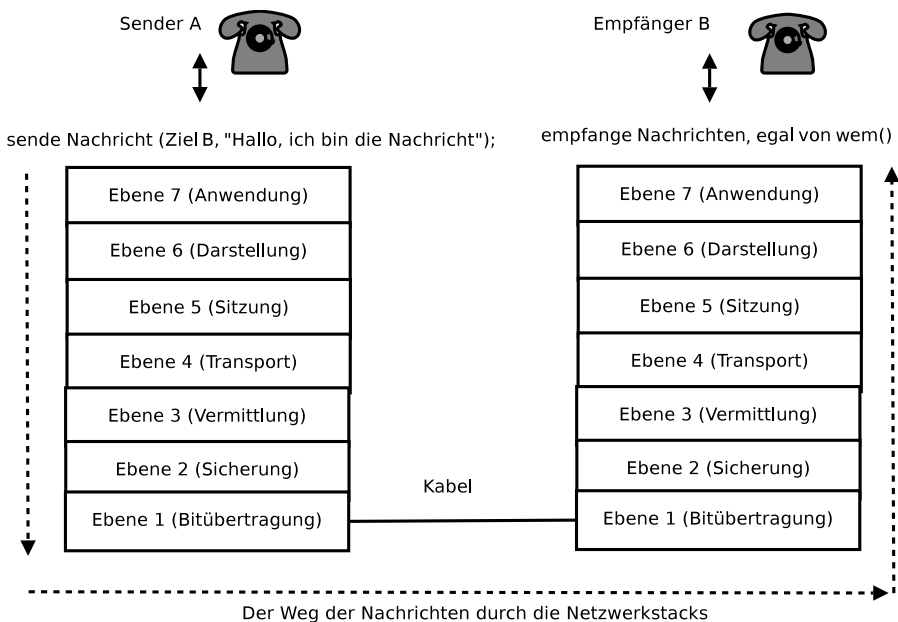 Sender A
Empfänger B
sende Nachricht (Ziel B, "Hallo, ich bin die Nachricht");
empfange Nachrichten, egal von wem()
Ebene 7 (Anwendung)
Ebene 6 (Darstellung)
Ebene 5 (Sitzung)
Ebene 4 (Transport)
Ebene 3 (Vermittlung)
Ebene 2 (Sicherung)
Ebene 1 (Bitübertragung)
Kabel
Ebene 7 (Anwendung)
Ebene 6 (Darstellung)
Ebene 5 (Sitzung)
Ebene 4 (Transport)
Ebene 3 (Vermittlung)
Ebene 2 (Sicherung)
Ebene 1 (Bitübertragung)
Der Weg der Nachrichten durch die Netzwerkstacks